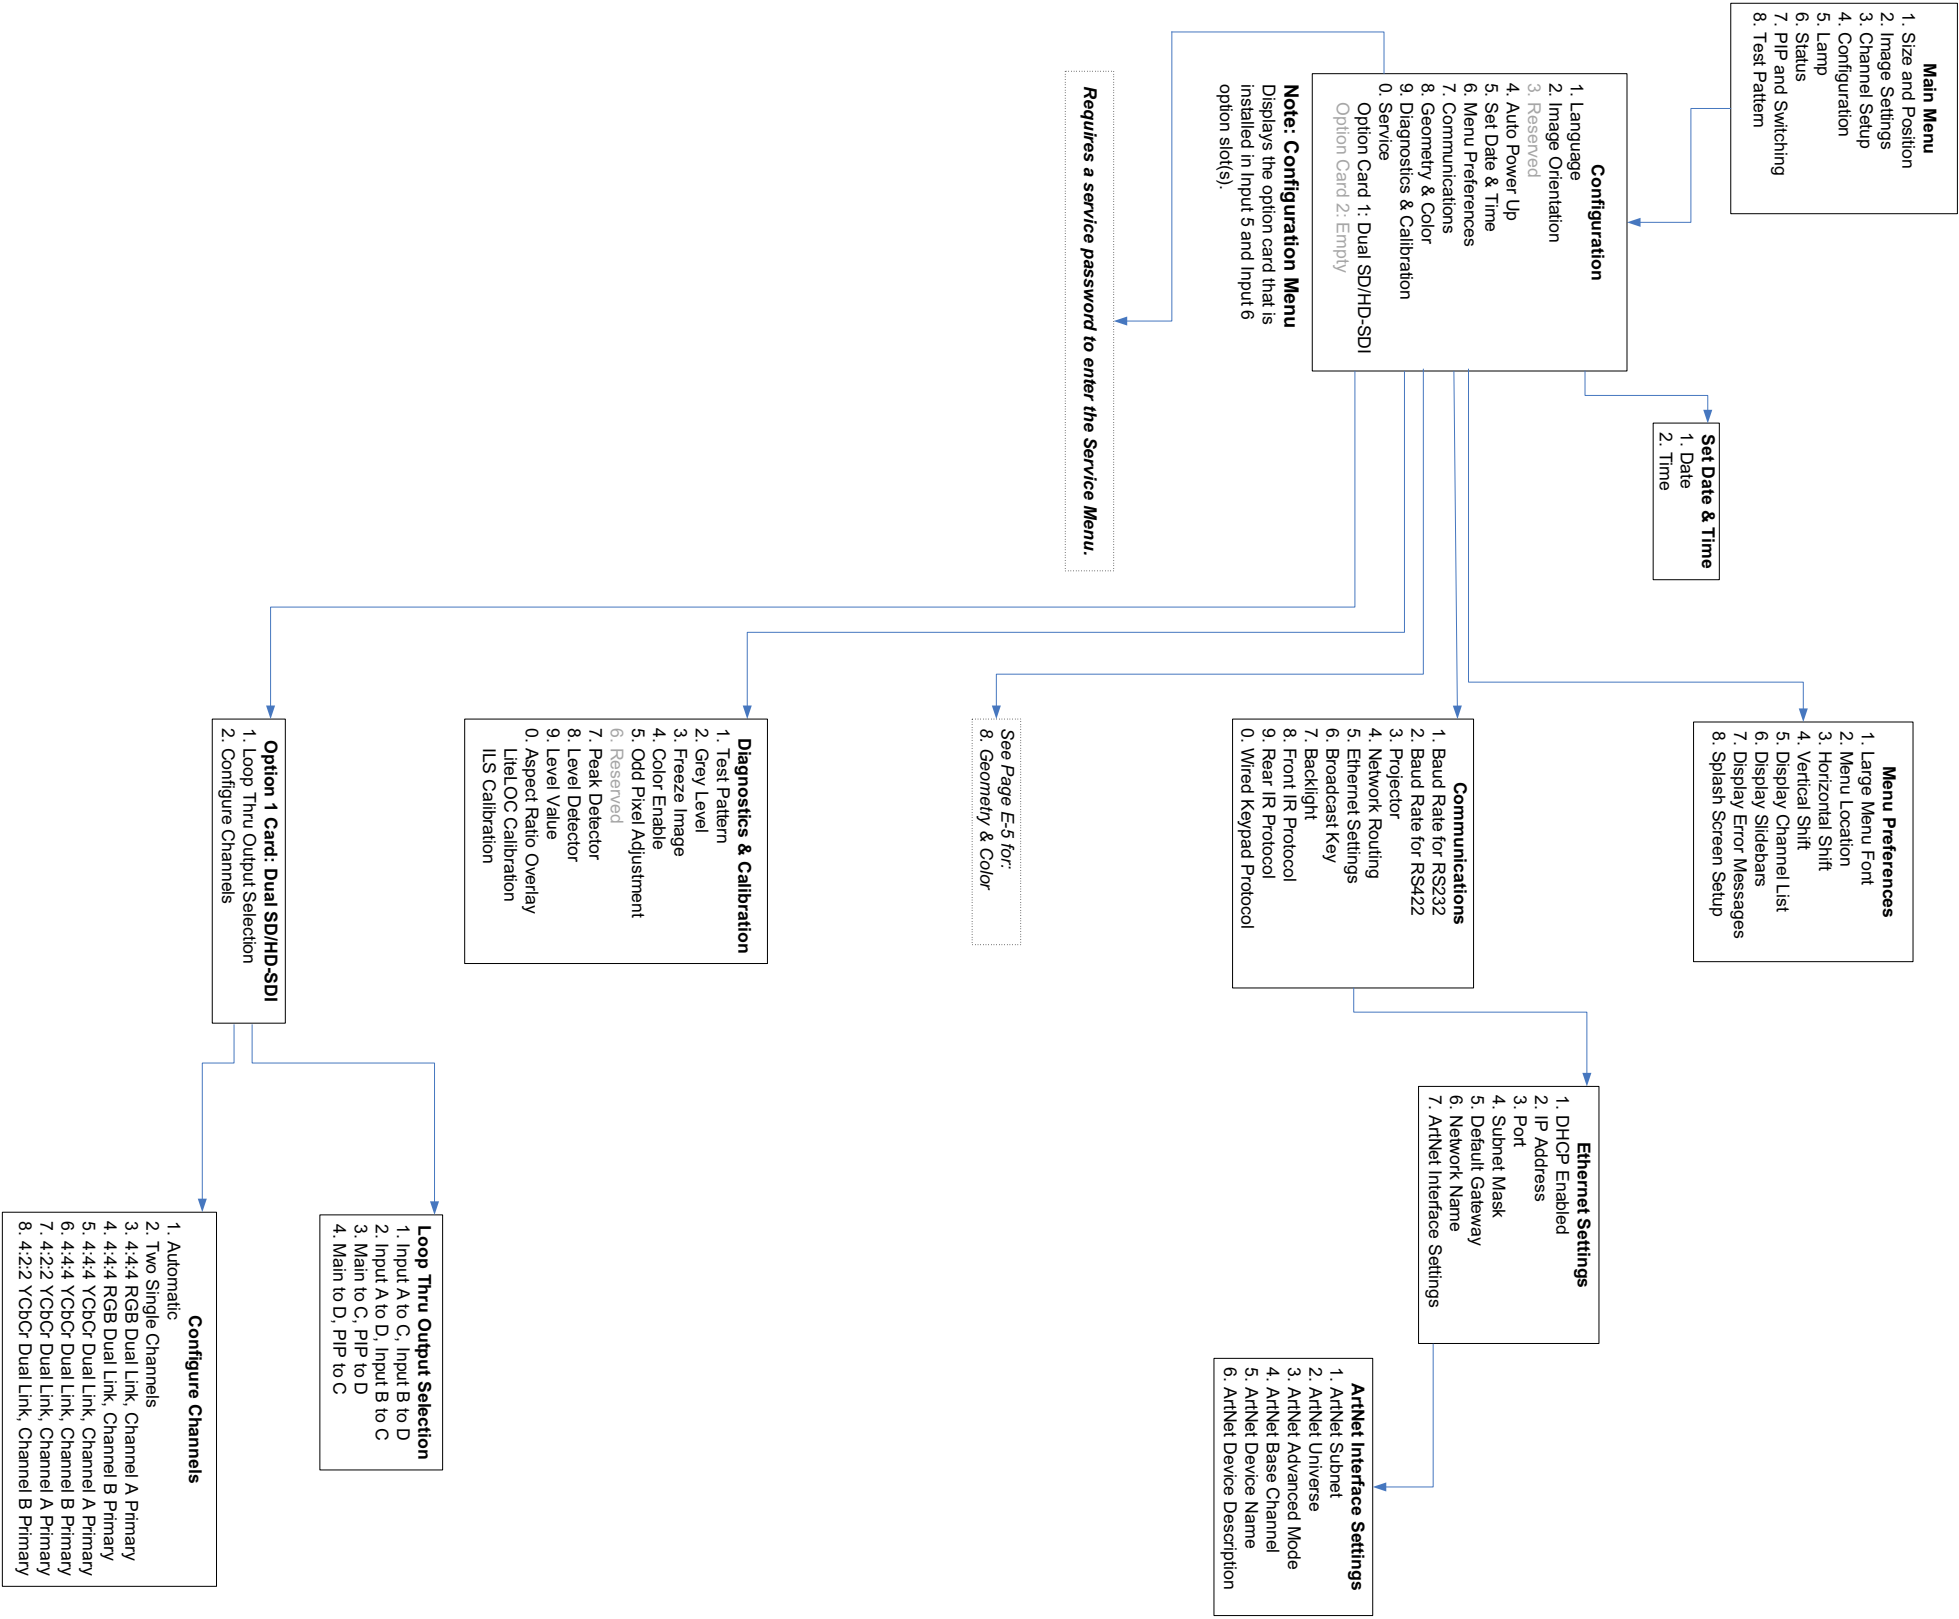 Main Menu
1. Size and Position
2. Image Settings
3. Channel Setup
4. Configuration
5. Lamp
6. Status
7. PIP and Switching
8. Test Pattern
Configuration
1. Language
2. Image Orientation
3. Reserved
4. Auto Power Up
5. Set Date & Time
6. Menu Preferences
7. Communications
8. Geometry & Color
9. Diagnostics & Calibration
0. Service
Option Card 1: Dual SD/HD-SDI
Option Card 2: Empty
Note: Configuration Menu
Displays the option card that is
installed in Input 5 and Input 6
option slot(s).
Requires a service password to enter the Service Menu.
Set Date & Time
1. Date
2. Time
Menu Preferences
1. Large Menu Font
2. Menu Location
3. Horizontal Shift
4. Vertical Shift
5. Display Channel List
6. Display Slidebars
7. Display Error Messages
8. Splash Screen Setup
Communications
1. Baud Rate for RS232
2. Baud Rate for RS422
3. Projector
4. Network Routing
5. Ethernet Settings
6. Broadcast Key
7. Backlight
8. Front IR Protocol
9. Rear IR Protocol
0. Wired Keypad Protocol
See Page E-5 for:
8. Geometry & Color
Diagnostics & Calibration
1. Test Pattern
2. Grey Level
3. Freeze Image
4. Color Enable
5. Odd Pixel Adjustment
6. Reserved
7. Peak Detector
8. Level Detector
9. Level Value
0. Aspect Ratio Overlay
LiteLOC Calibration
ILS Calibration
Option 1 Card: Dual SD/HD-SDI
1. Loop Thru Output Selection
2. Configure Channels
Ethernet Settings
1. DHCP Enabled
2. IP Address
3. Port
4. Subnet Mask
5. Default Gateway
6. Network Name
7. ArtNet Interface Settings
ArtNet Interface Settings
1. ArtNet Subnet
2. ArtNet Universe
3. ArtNet Advanced Mode
4. ArtNet Base Channel
5. ArtNet Device Name
6. ArtNet Device Description
Loop Thru Output Selection
1. Input A to C, Input B to D
2. Input A to D, Input B to C
3. Main to C, PIP to D
4. Main to D, PIP to C
Configure Channels
1. Automatic
2. Two Single Channels
3. 4:4:4 RGB Dual Link, Channel A Primary
4. 4:4:4 RGB Dual Link, Channel B Primary
5. 4:4:4 YCbCr Dual Link, Channel A Primary
6. 4:4:4 YCbCr Dual Link, Channel B Primary
7. 4:2:2 YCbCr Dual Link, Channel A Primary
8. 4:2:2 YCbCr Dual Link, Channel B Primary